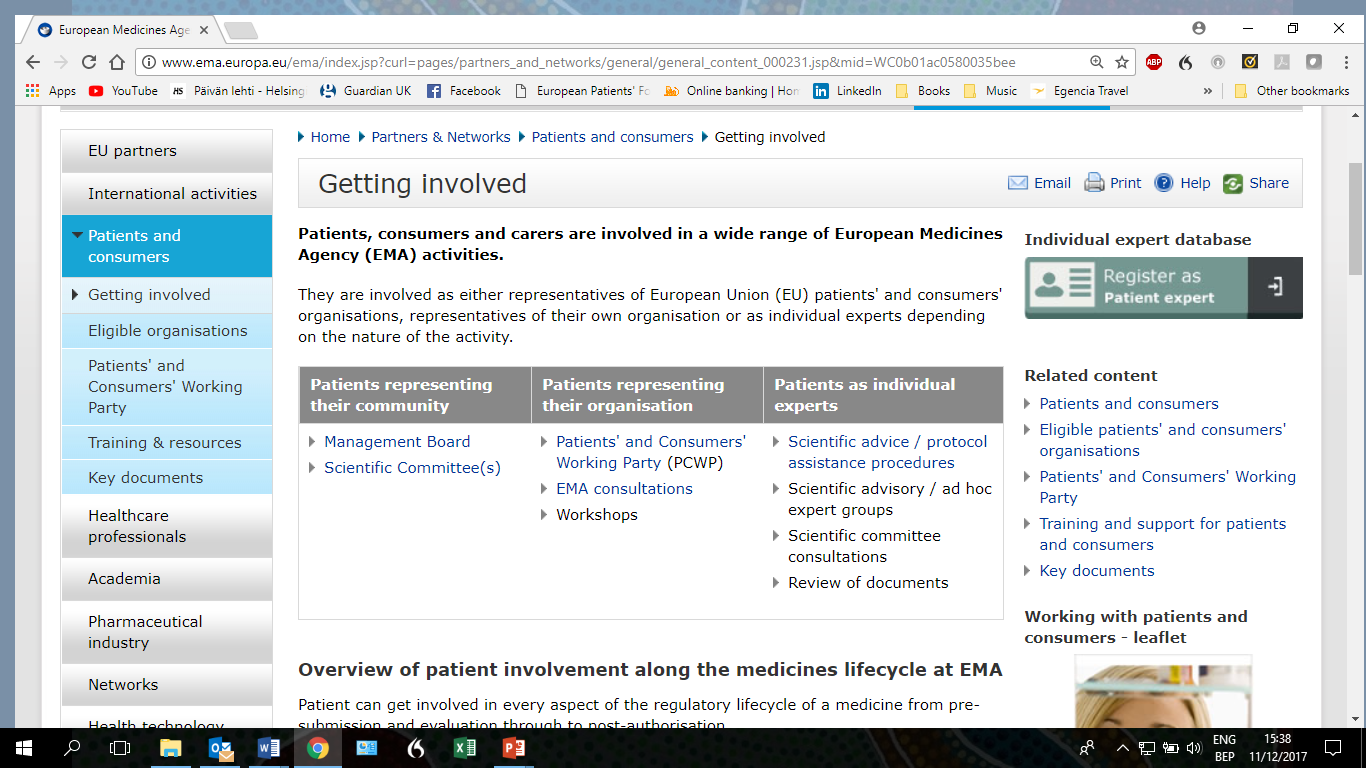 European Medicines Age
www.ema.europa.eu/ema/index.jsp?curl=pages/partners_and_networks/general/general_content_000231.jsp&mid=WC0b01ac0580035bee
ABP
Apps YouTube HS Päivän lehti - Helsing Guardian UK Facebook European Patients' Fo Online banking | Hom LinkedIn Books Music Egencia Travel » Other bookmarks
Home Partners & Networks Patients and consumers Getting involved
EU partners
International activities
Patients and
consumers
Getting involved
Eligible organisations
Patients' and
Consumers' Working
Party
Training & resources
Key documents
Healthcare
professionals
Academia
Pharmaceutical
industry
Networks
Health technology
Getting involved
Email Print Help Share
Patients, consumers and carers are involved in a wide range of European Medicines
Agency (EMA) activities.
They are involved as either representatives of European Union (EU) patients' and consumers'
organisations, representatives of their own organisation or as individual experts depending
on the nature of the activity.
Patients representing
their community
Management Board
Scientific Committee(s)
Patients representing
their organisation
Patients' and Consumers'
Working Party (PCWP)
EMA consultations
Workshops
Patients as individual
experts
Scientific advice / protocol
assistance procedures
Scientific advisory / ad hoc
expert groups
Scientific committee
consultations
Review of documents
Overview of patient involvement along the medicines lifecycle at EMA
Patient can get involved in every aspect of the regulatory lifecycle of a medicine from pre-
submission and evaluation through to post-authorisation
Individual expert database
Register as
Patient expert
Related content
Patients and consumers
Eligible patients' and consumers'
organisations
Patients' and Consumers' Working
Party
Training and support for patients
and consumers
Key documents
Working with patients and
consumers - leaflet
ENG
BEP
15:38
11/12/2017